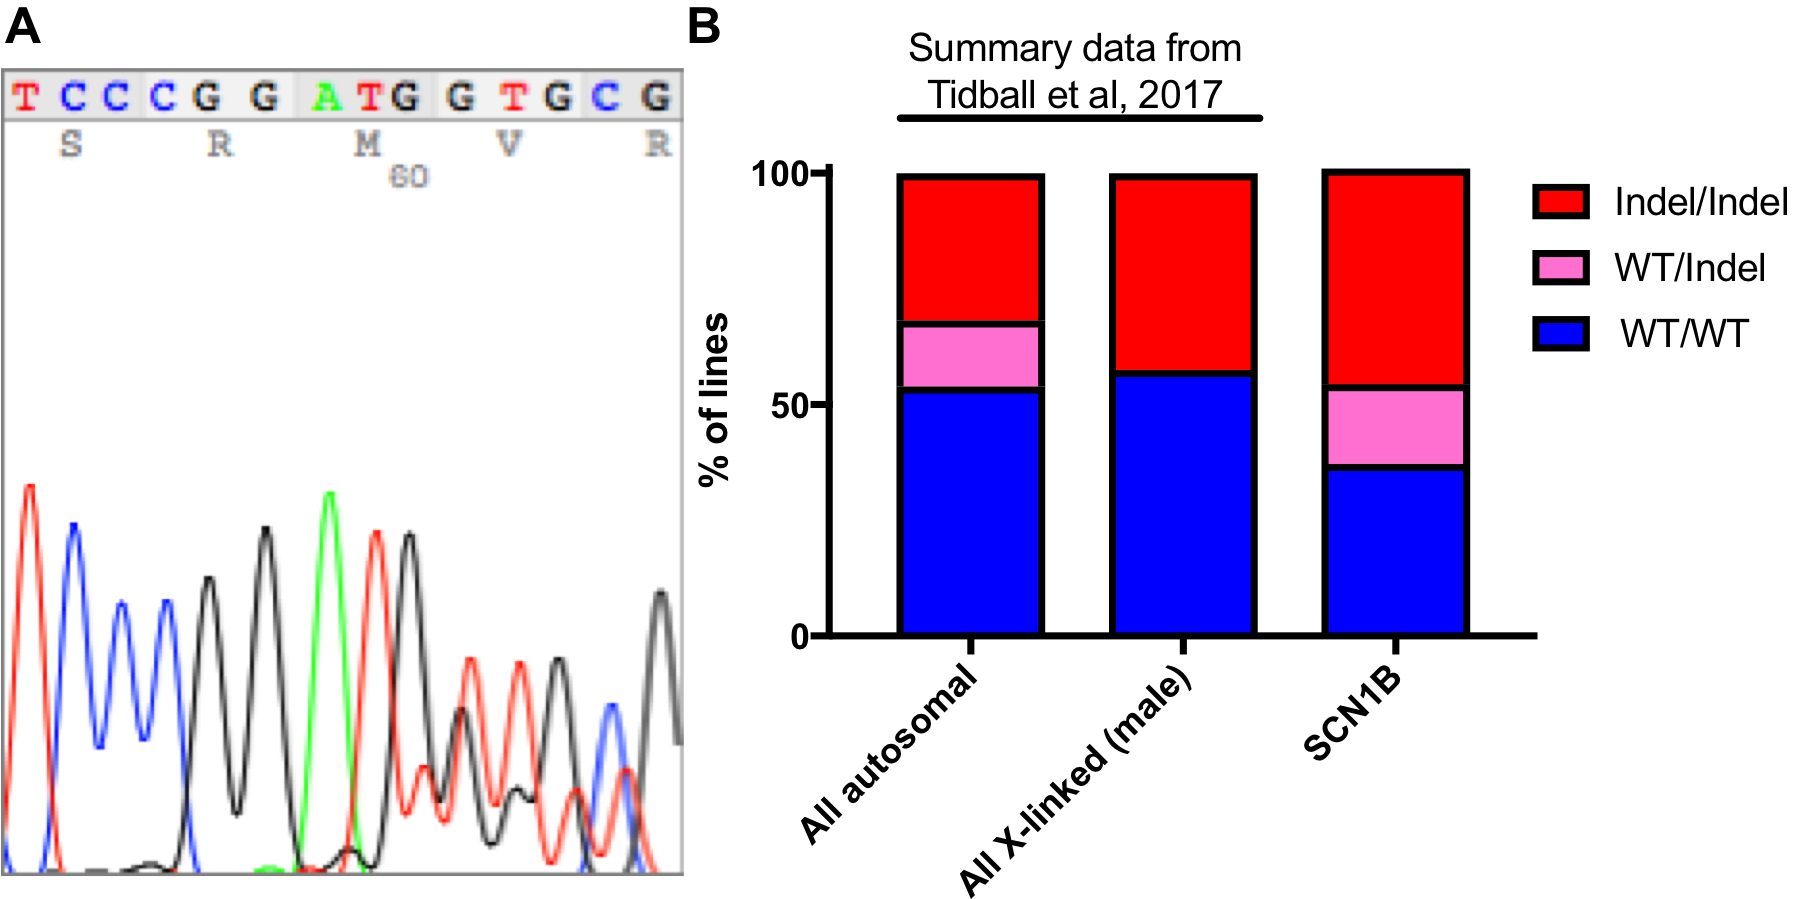 A
T C C C G G A T G G T G C G
S R M V R
60
B
Summary data from
Tidball et al, 2017
% of lines
100
50
0
All autosomal
All X-linked (male)
SCN1B
Indel/Indel
WT/Indel
WT/WT